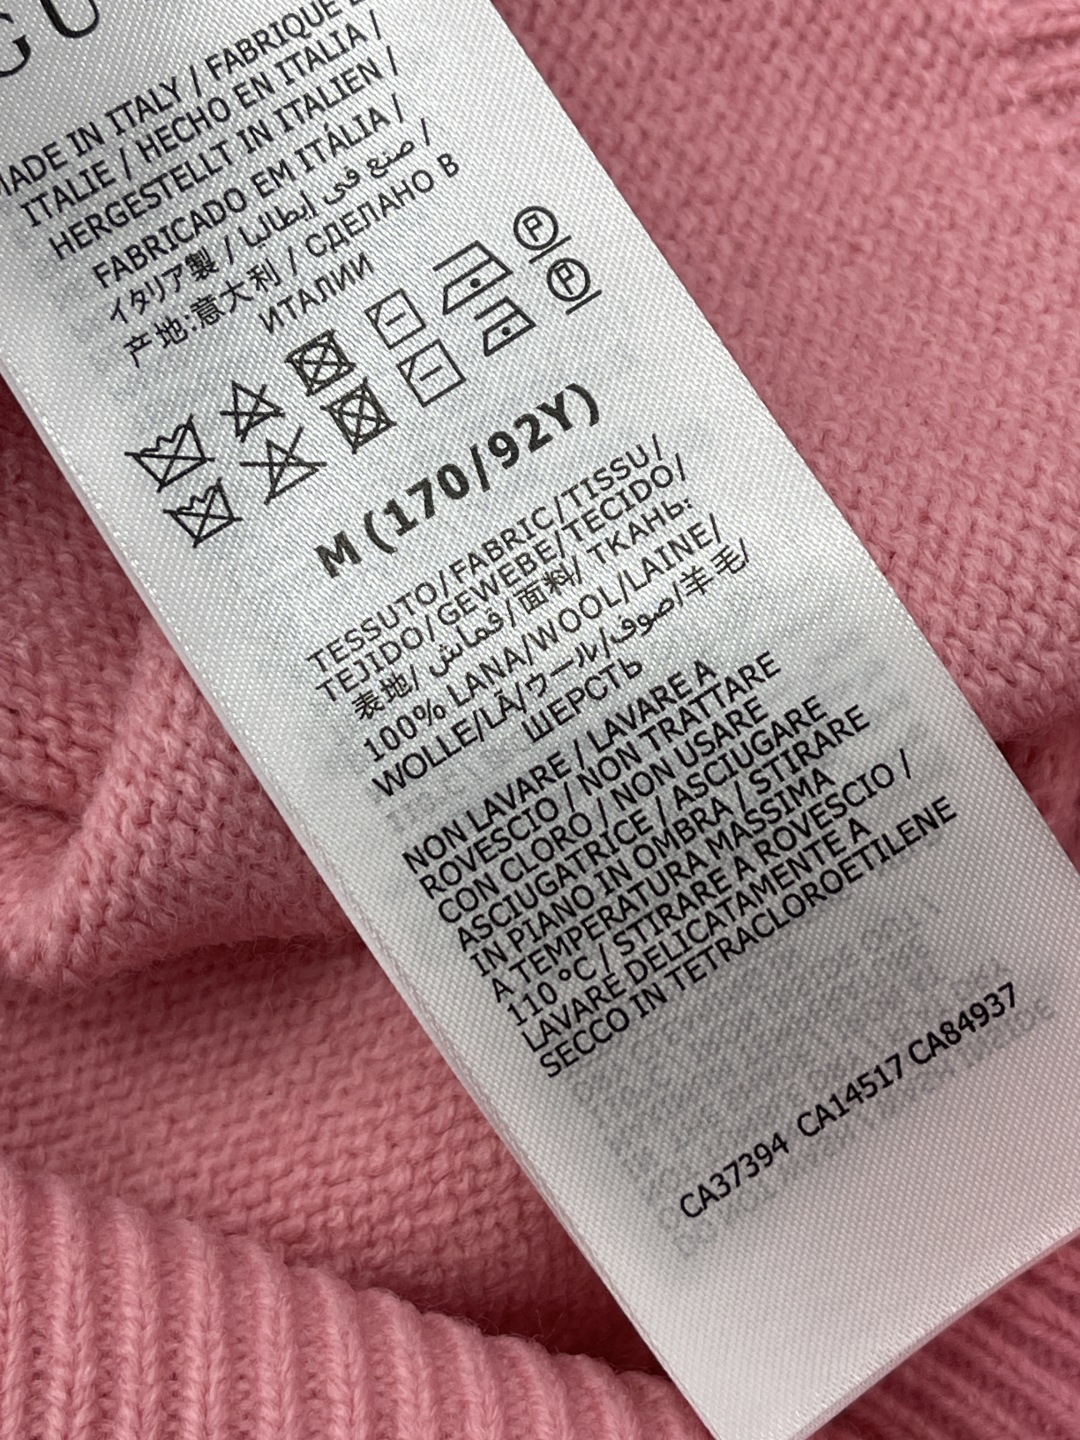 GU
MADE IN ITALY / FABRIQUE E
ITALIE / HECHO EN ITALIA /
HERGESTELLT IN ITALIEN /
FABRICADO EM ITÁLIA /
イタリア製 / صنع في إيطاليا /
产地:意大利 / СДЕЛАНО В
ИТАЛИИ
P
P
M (170/92Y)
TESSUTO/FABRIC/TISSU/
TEJIDO/GEWEBE/TECIDO/
表地/ قماش/面料/ ТКАНЬ:
100% LANA/WOOL/LAINE/
WOLLE/LÃ/ウール/صوف/羊毛/
ШЕРСТЬ
NON LAVARE / LAVARE A
ROVESCIO / NON TRATTARE
CON CLORO / NON USARE
ASCIUGATRICE / ASCIUGARE
IN PIANO IN OMBRA / STIRARE
A TEMPERATURA MASSIMA
110 °C / STIRARE A ROVESCIO /
LAVARE DELICATAMENTE A
SECCO IN TETRACLOROETILENE
CA37394 CA14517 CA84937